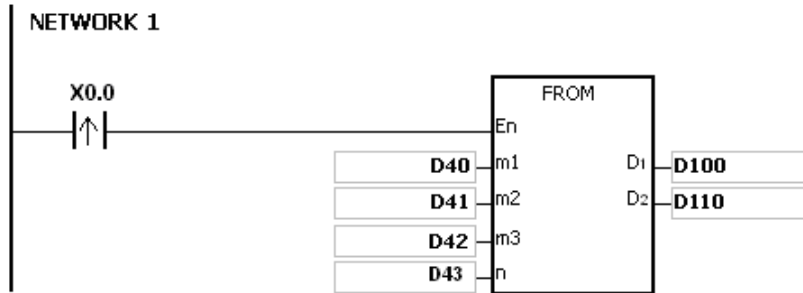 NETWORK 1
X0.0
FROM
En
D40 m1 D1 D100
D41 m2 D2 D110
D42 m3
D43 n